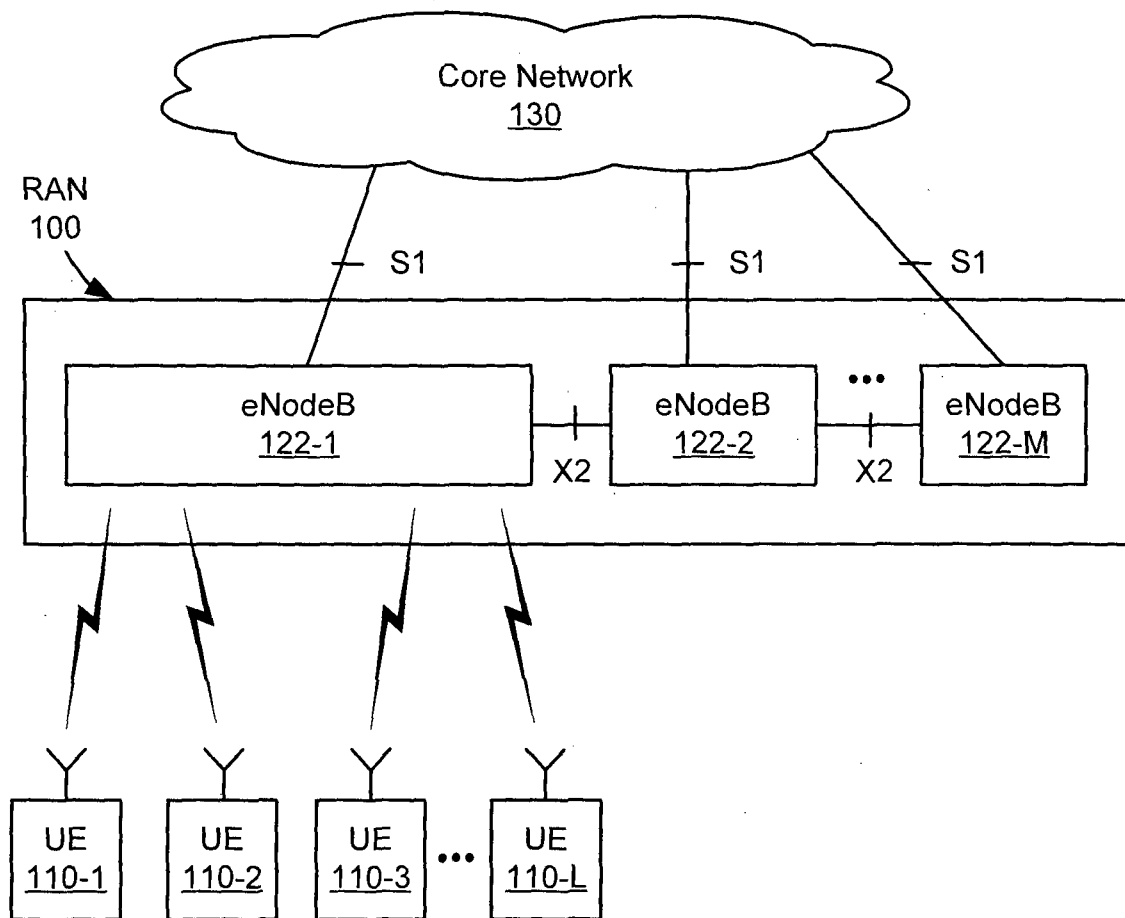 Core Network
130
RAN
100
S1
S1
S1
eNodeB
122-1
eNodeB
122-2
•••
eNodeB
122-M
X2
X2
UE
110-1
UE
110-2
UE
110-3
•••
UE
110-L